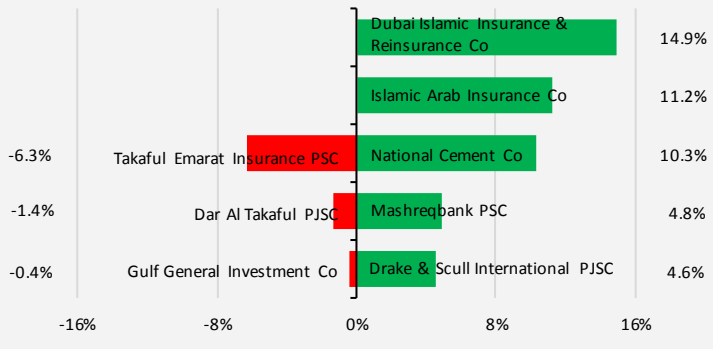 Dubai Islamic Insurance &
Reinsurance Co
14.9%
Islamic Arab Insurance Co
11.2%
-6.3%
Takaful Emarat Insurance PSC
National Cement Co
10.3%
-1.4%
Dar Al Takaful PJSC
Mashreqbank PSC
4.8%
-0.4%
Gulf General Investment Co
Drake & Scull International PJSC
4.6%
-16%
-8%
0%
8%
16%